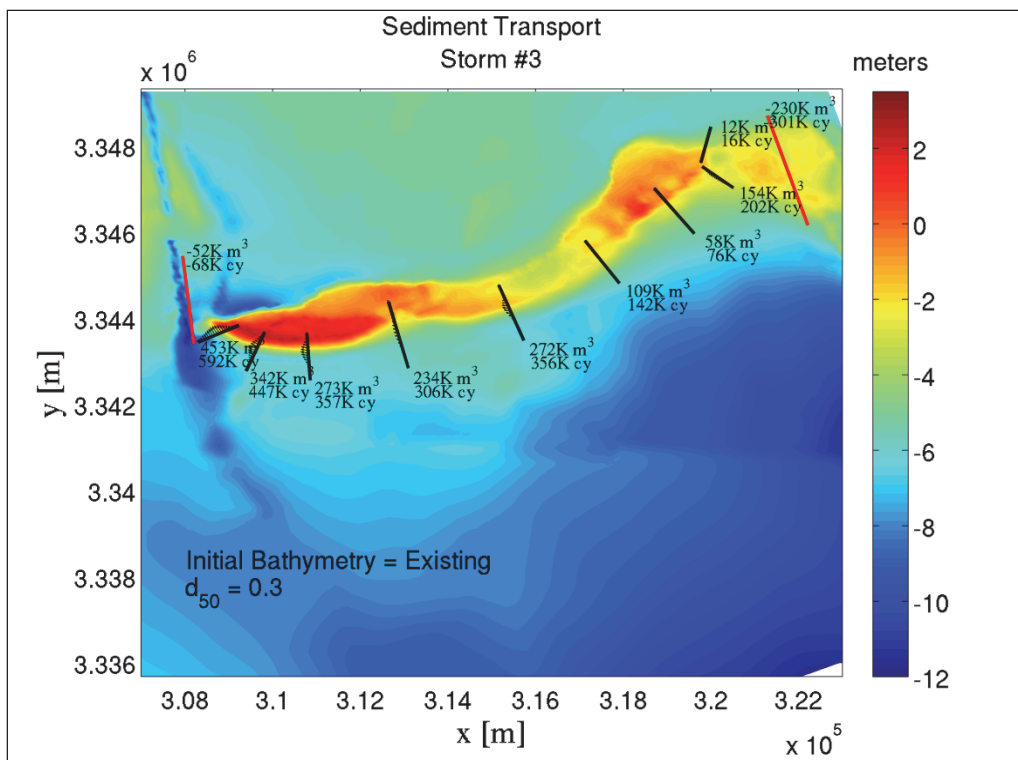 Sediment Transport
Storm #3
x 10^6
meters
-230K m^3
-301K cy
12K m^3
16K cy
154K m^3
202K cy
58K m^3
76K cy
109K m^3
142K cy
-52K m^3
-68K cy
453K m^3
592K cy
342K m^3
447K cy
273K m^3
357K cy
234K m^3
306K cy
272K m^3
356K cy
Initial Bathymetry = Existing
d_50 = 0.3
3.348
3.346
3.344
3.342
3.34
3.338
3.336
y [m]
3.08
3.1
3.12
3.14
3.16
3.18
3.2
3.22
x [m]
x 10^5
2
0
-2
-4
-6
-8
-10
-12